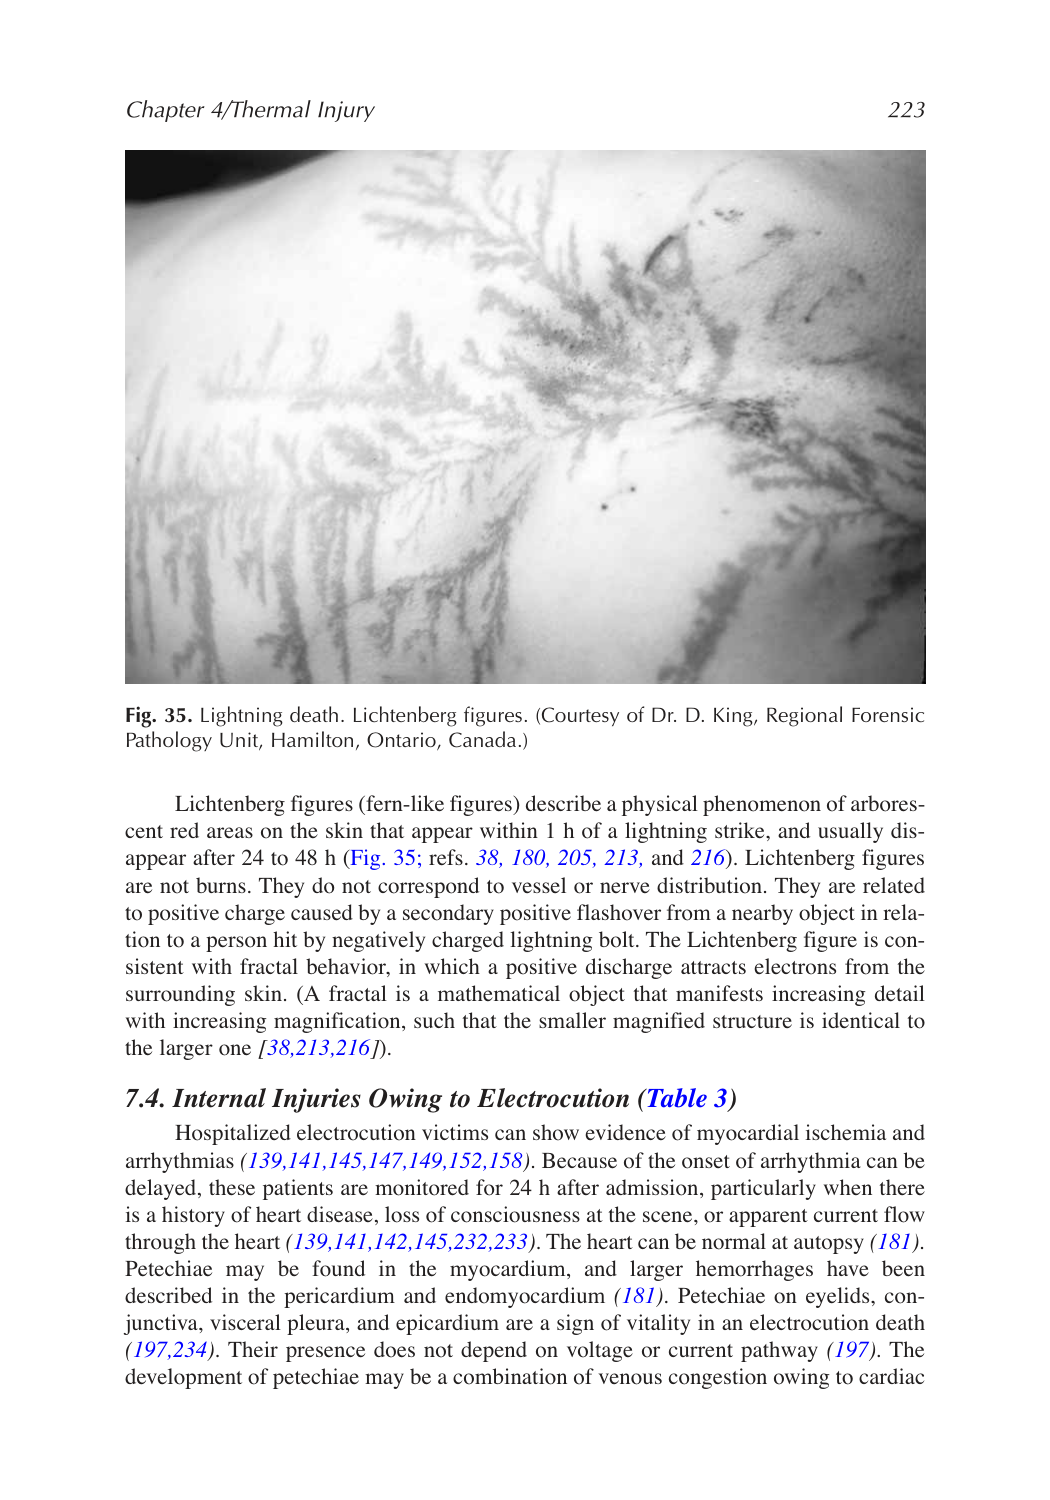 Chapter 4/Thermal Injury 223
Fig. 35. Lightning death. Lichtenberg figures. (Courtesy of Dr. D. King, Regional Forensic
Pathology Unit, Hamilton, Ontario, Canada.)
Lichtenberg figures (fern-like figures) describe a physical phenomenon of arbores-
cent red areas on the skin that appear within 1 h of a lightning strike, and usually dis-
appear after 24 to 48 h (Fig. 35; refs. 38, 180, 205, 213, and 216). Lichtenberg figures
are not burns. They do not correspond to vessel or nerve distribution. They are related
to positive charge caused by a secondary positive flashover from a nearby object in rela-
tion to a person hit by negatively charged lightning bolt. The Lichtenberg figure is con-
sistent with fractal behavior, in which a positive discharge attracts electrons from the
surrounding skin. (A fractal is a mathematical object that manifests increasing detail
with increasing magnification, such that the smaller magnified structure is identical to
the larger one [38,213,216]).
7.4. Internal Injuries Owing to Electrocution (Table 3)
Hospitalized electrocution victims can show evidence of myocardial ischemia and
arrhythmias (139,141,145,147,149,152,158). Because of the onset of arrhythmia can be
delayed, these patients are monitored for 24 h after admission, particularly when there
is a history of heart disease, loss of consciousness at the scene, or apparent current flow
through the heart (139,141,142,145,232,233). The heart can be normal at autopsy (181).
Petechiae may be found in the myocardium, and larger hemorrhages have been
described in the pericardium and endomyocardium (181). Petechiae on eyelids, con-
junctiva, visceral pleura, and epicardium are a sign of vitality in an electrocution death
(197,234). Their presence does not depend on voltage or current pathway (197). The
development of petechiae may be a combination of venous congestion owing to cardiac